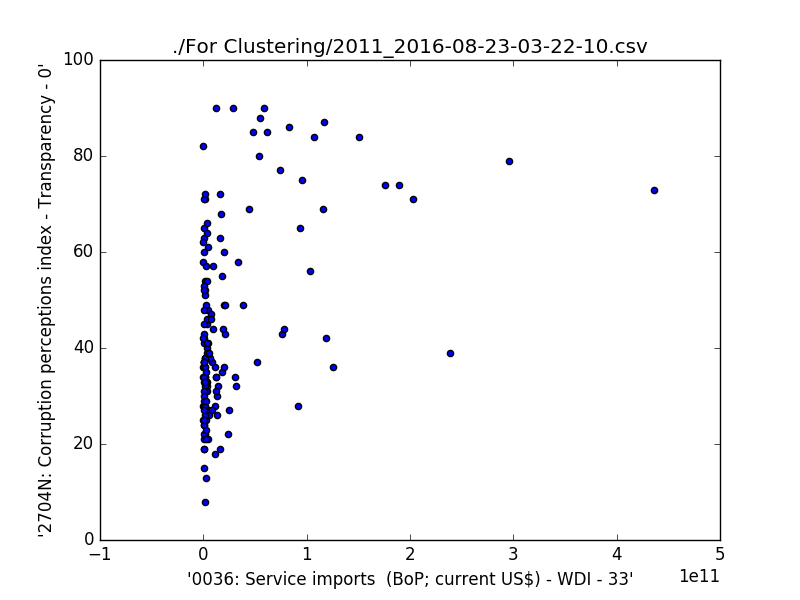 ./For Clustering/2011_2016-08-23-03-22-10.csv
'2704N: Corruption perceptions index - Transparency - 0'
100
80
60
40
20
0
−1 0 1 2 3 4 5
1e11
'0036: Service imports (BoP; current US$) - WDI - 33'